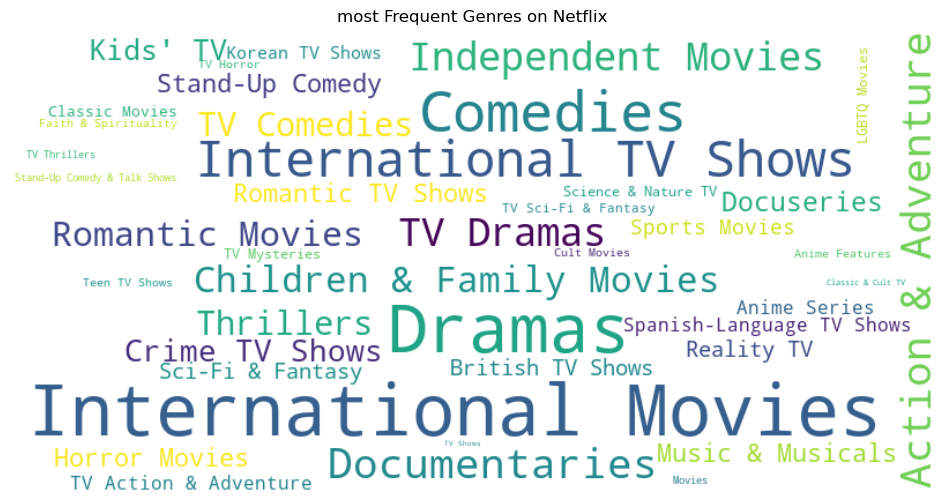 most Frequent Genres on Netflix
Kids' TV
Korean TV Shows
Independent Movies
TV Horror
Stand-Up Comedy
LGBTQ Movies
Action & Adventure
Classic Movies
Faith & Spirituality
TV Comedies
Comedies
TV Thrillers
International TV Shows
Stand-Up Comedy & Talk Shows
Romantic TV Shows
Science & Nature TV
Docuseries
TV Sci-Fi & Fantasy
Romantic Movies
TV Dramas
Sports Movies
TV Mysteries
Cult Movies
Anime Features
Teen TV Shows
Children & Family Movies
Classic & Cult TV
Anime Series
Thrillers
Dramas
Spanish-Language TV Shows
Crime TV Shows
Reality TV
Sci-Fi & Fantasy
British TV Shows
International Movies
TV Shows
Horror Movies
Documentaries
Music & Musicals
TV Action & Adventure
Movies